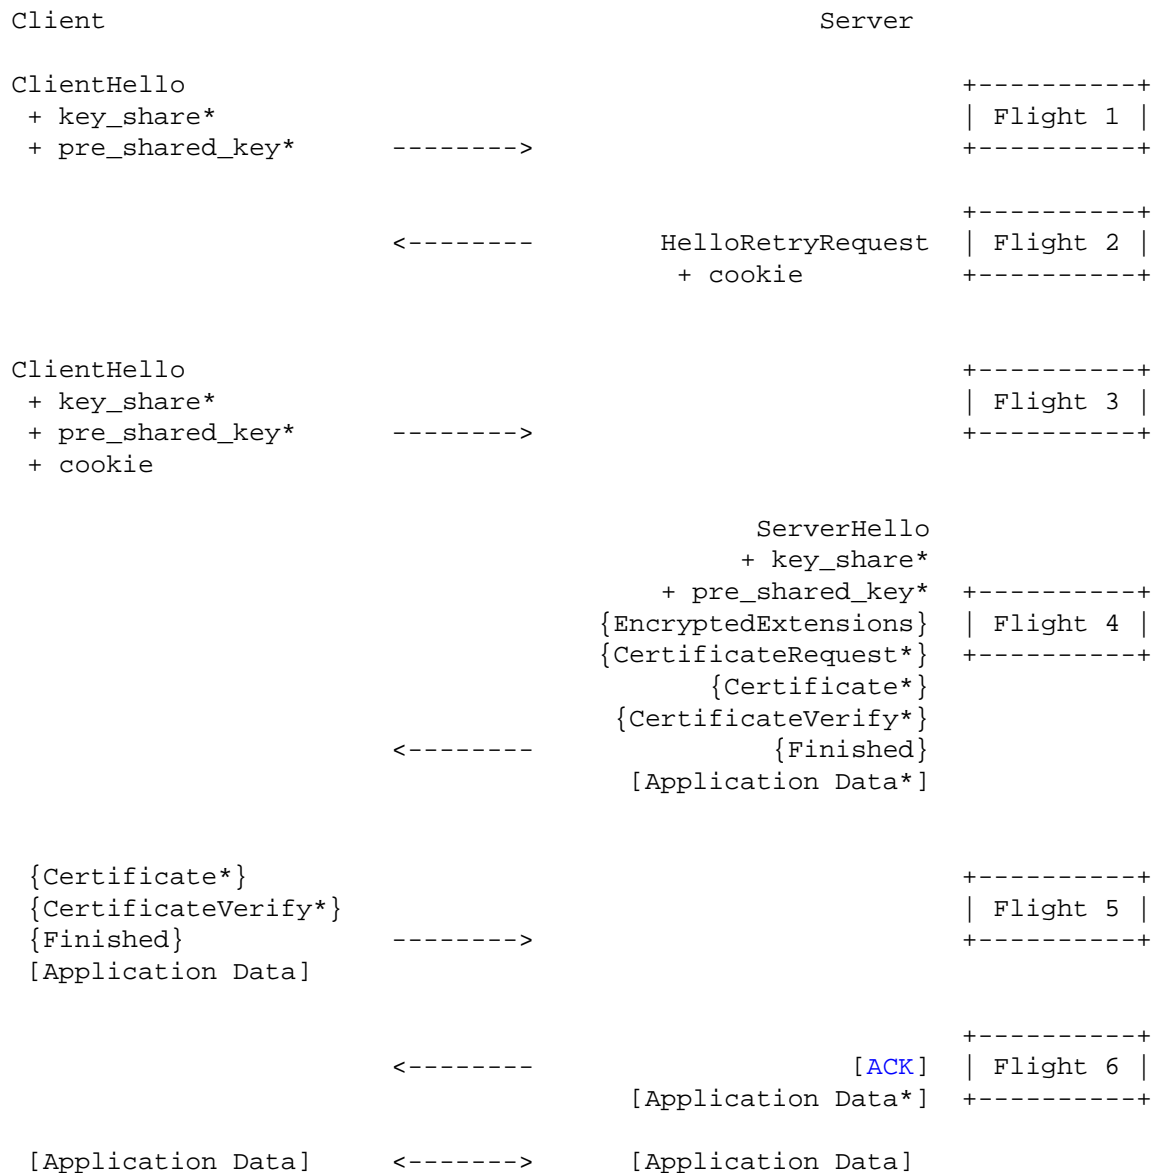 Client                                           Server

ClientHello                                              +----------+
 + key_share*                                            | Flight 1 |
 + pre_shared_key*      -------->                        +----------+

                                                         +----------+
                        <--------        HelloRetryRequest  | Flight 2 |
                                          + cookie       +----------+

ClientHello                                              +----------+
 + key_share*                                            | Flight 3 |
 + pre_shared_key*      -------->                        +----------+
 + cookie

                                              ServerHello
                                             + key_share*
                                        + pre_shared_key*  +----------+
                                    {EncryptedExtensions}  | Flight 4 |
                                    {CertificateRequest*}  +----------+
                                           {Certificate*}
                                     {CertificateVerify*}
                        <--------              {Finished}
                                      [Application Data*]

 {Certificate*}                                          +----------+
 {CertificateVerify*}                                    | Flight 5 |
 {Finished}             -------->                        +----------+
 [Application Data]

                                                         +----------+
                        <--------                   [ACK]  | Flight 6 |
                                      [Application Data*]  +----------+

 [Application Data]     <------->      [Application Data]